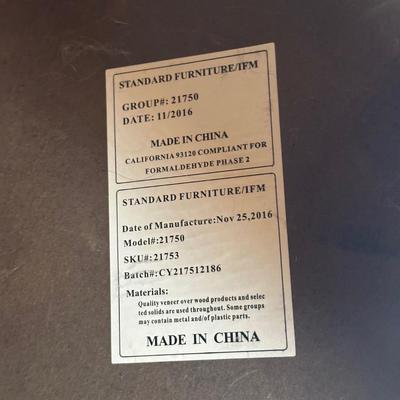 STANDARD FURNITURE/IFM
GROUP#: 21750
DATE: 11/2016
MADE IN CHINA
CALIFORNIA 93120 COMPLIANT FOR
FORMALDEHYDE PHASE 2
STANDARD FURNITURE/IFM
Date of Manufacture:Nov 25,2016
Model#:21750
SKU#:21753
Batch#:CY217512186
Materials:
Quality veneer over wood products and selec
ted solids are used throughout. Some groups
may contain metal and/of plastic parts.
MADE IN CHINA